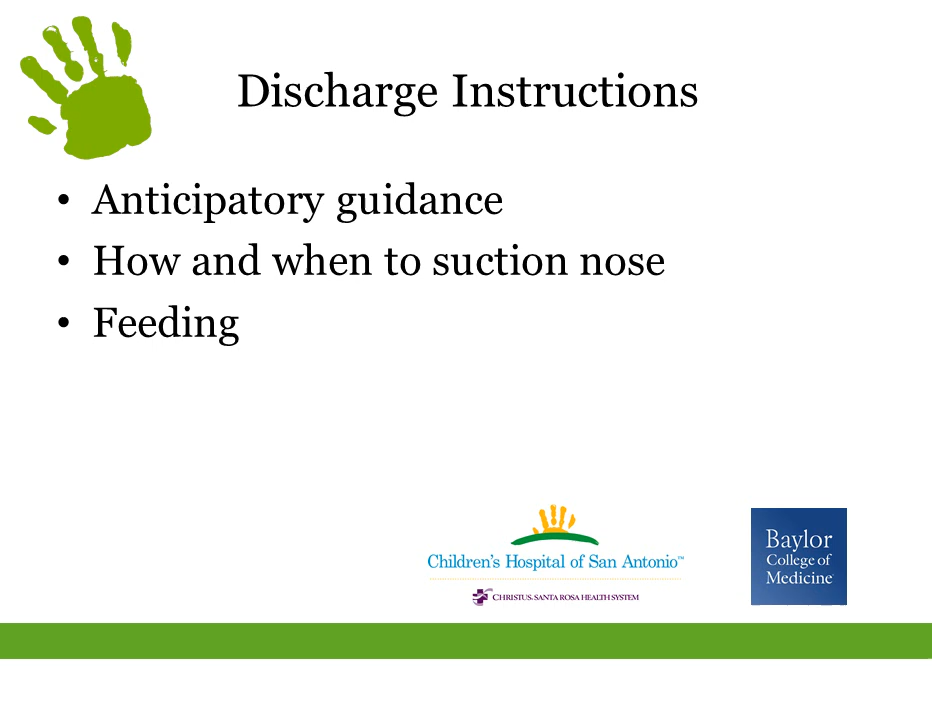 Discharge Instructions
• Anticipatory guidance
• How and when to suction nose
• Feeding
Children's Hospital of San Antonio™
CHRISTUS. SANTA ROSA HEALTH SYSTEM
Baylor
College of
Medicine